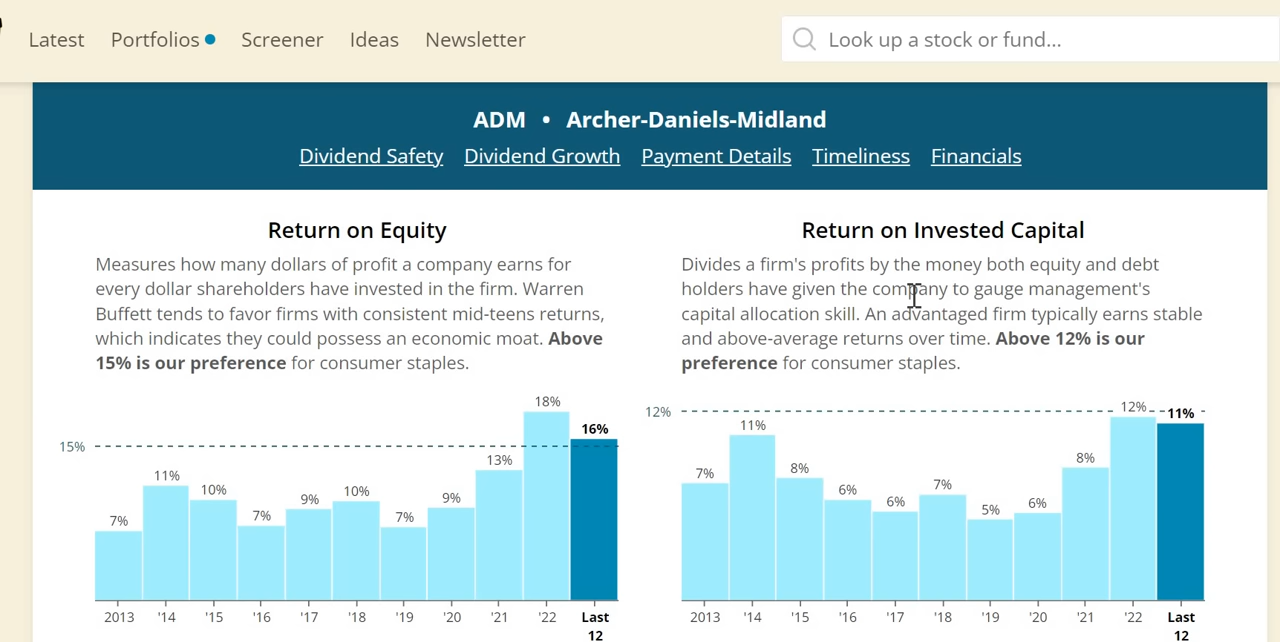 Latest Portfolios Screener Ideas Newsletter Look up a stock or fund...
ADM • Archer-Daniels-Midland
Dividend Safety Dividend Growth Payment Details Timeliness Financials
Return on Equity
Measures how many dollars of profit a company earns for
every dollar shareholders have invested in the firm. Warren
Buffett tends to favor firms with consistent mid-teens returns,
which indicates they could possess an economic moat. Above
15% is our preference for consumer staples.
18%
16%
15%
13%
11%
10%
10%
9%
9%
7%
7%
7%
2013 '14 '15 '16 '17 '18 '19 '20 '21 '22 Last
12
Return on Invested Capital
Divides a firm's profits by the money both equity and debt
holders have given the company to gauge management's
capital allocation skill. An advantaged firm typically earns stable
and above-average returns over time. Above 12% is our
preference for consumer staples.
12%
12%
11%
11%
8%
8%
7%
7%
6%
6%
6%
5%
2013 '14 '15 '16 '17 '18 '19 '20 '21 '22 Last
12